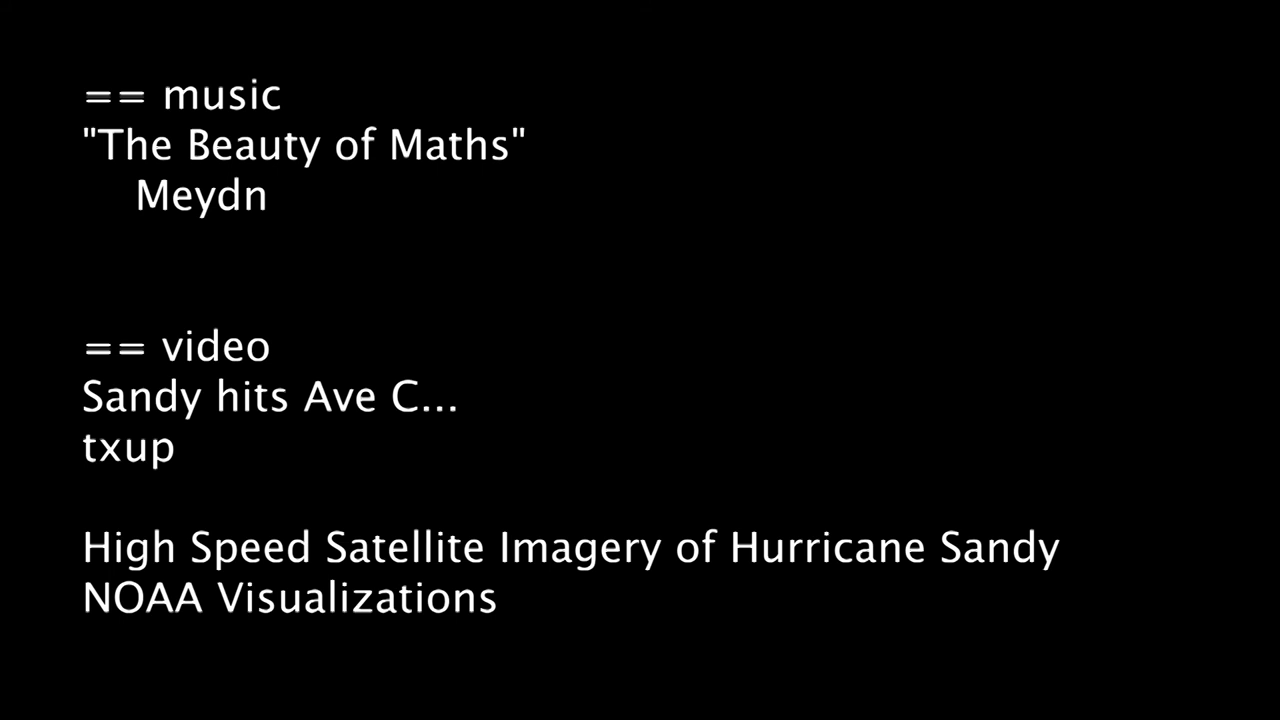 == music
"The Beauty of Maths"
Meydn
== video
Sandy hits Ave C...
txup
High Speed Satellite Imagery of Hurricane Sandy
NOAA Visualizations